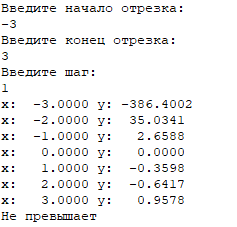 Введите начало отрезка:
-3
Введите конец отрезка:
3
Введите шаг:
1
x: -3.0000 y: -386.4002
x: -2.0000 y: 35.0341
x: -1.0000 y: 2.6588
x: 0.0000 y: 0.0000
x: 1.0000 y: -0.3598
x: 2.0000 y: -0.6417
x: 3.0000 y: 0.9578
Не превышает